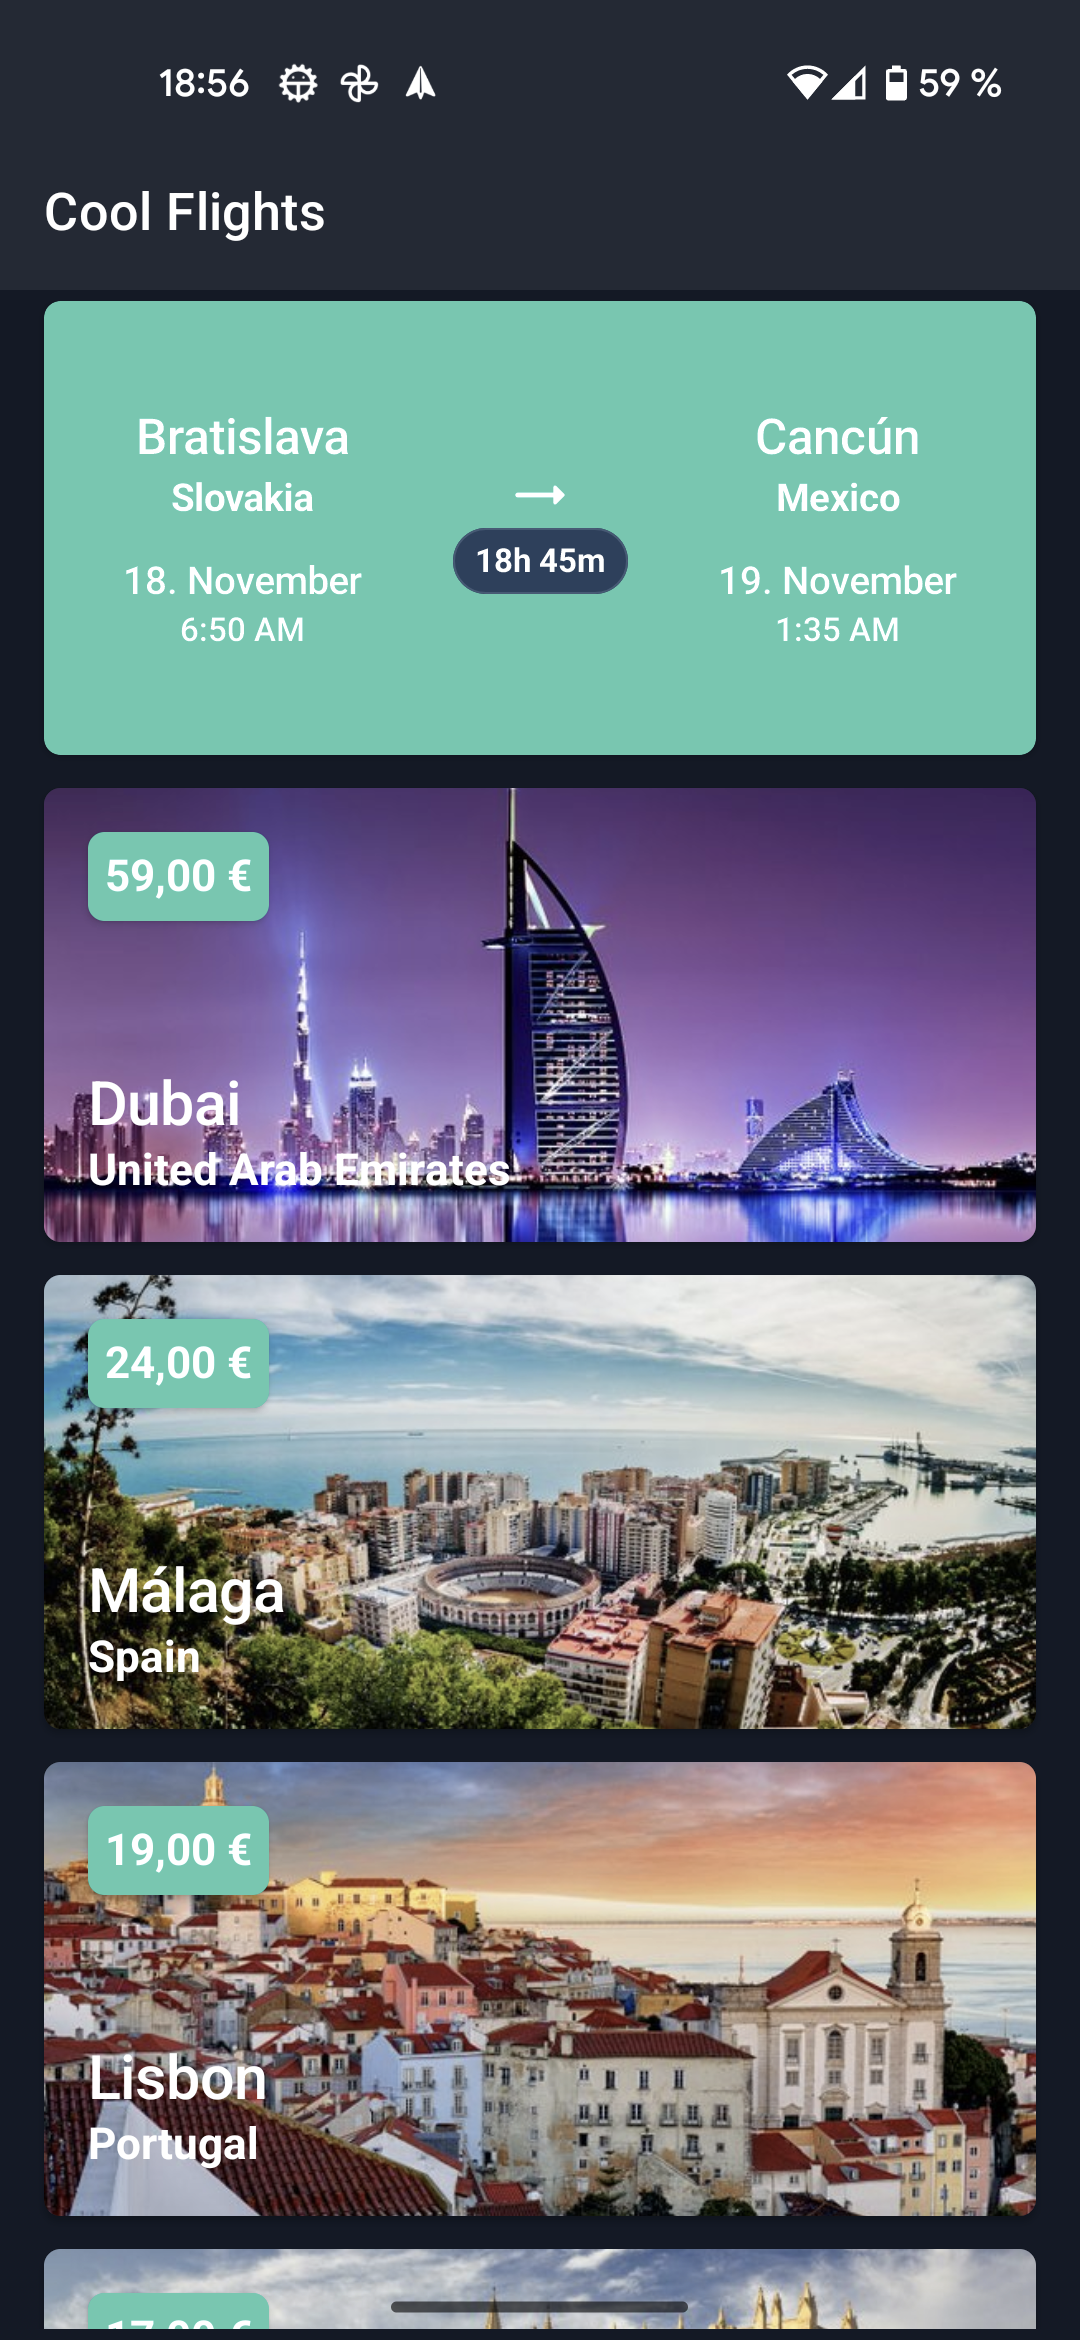 18:56
59 %
Cool Flights
Bratislava
Slovakia
18. November
6:50 AM
18h 45m
Cancún
Mexico
19. November
1:35 AM
59,00 €
Dubai
United Arab Emirates
24,00 €
Málaga
Spain
19,00 €
Lisbon
Portugal